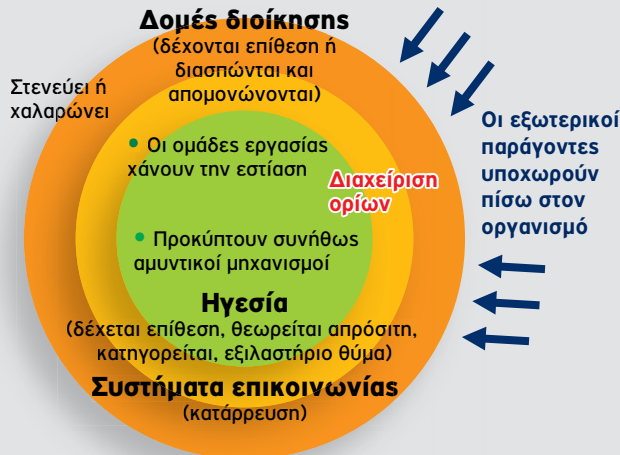 Δομές διοίκησης
(δέχονται επίθεση ή
διασπώνται και
απομονώνονται)
Στενεύει ή
χαλαρώνει
• Οι ομάδες εργασίας
χάνουν την εστίαση
Διαχείριση
ορίων
Οι εξωτερικοί
παράγοντες
υποχωρούν
πίσω στον
οργανισμό
• Προκύπτουν συνήθως
αμυντικοί μηχανισμοί
Ηγεσία
(δέχεται επίθεση, θεωρείται απρόσιτη,
κατηγορείται, εξιλαστήριο θύμα)
Συστήματα επικοινωνίας
(κατάρρευση)